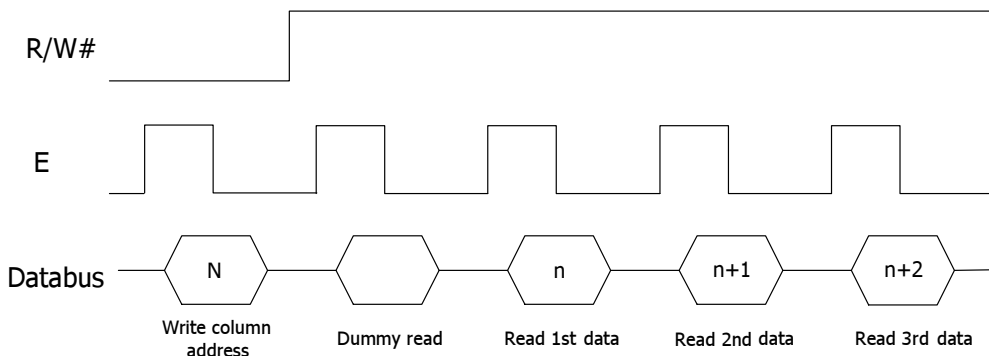 R/W#
E
Databus
N
n
n+1
n+2
Write column
address
Dummy read
Read 1st data
Read 2nd data
Read 3rd data